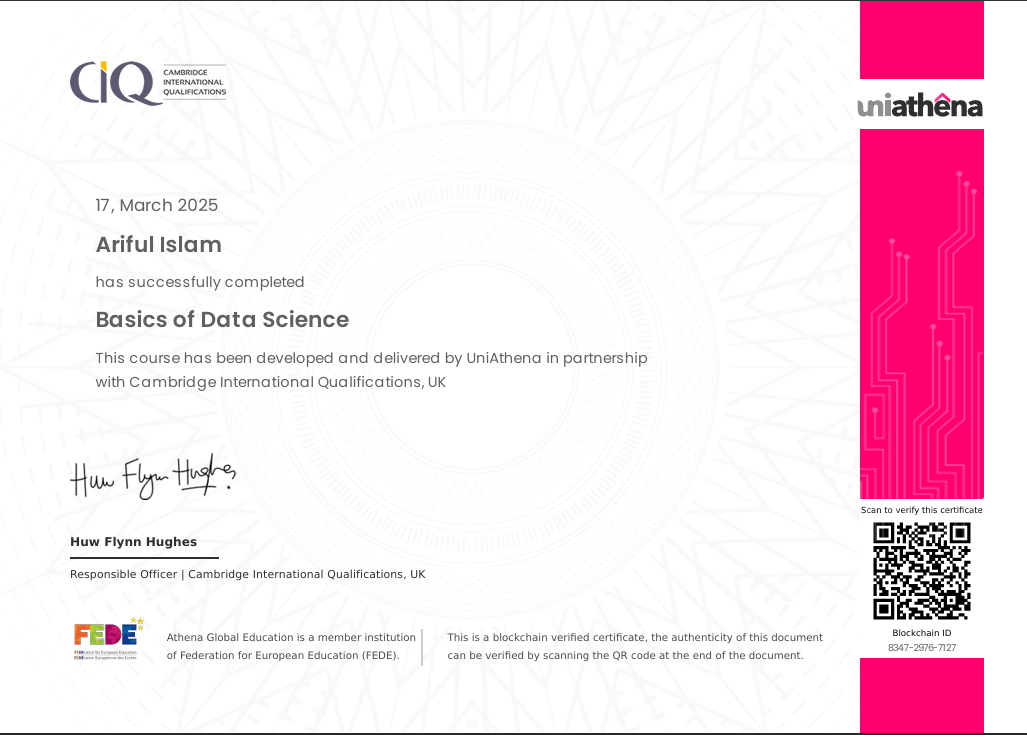 CIQ
CAMBRIDGE
INTERNATIONAL
QUALIFICATIONS
uniathena
17, March 2025
Ariful Islam
has successfully completed
Basics of Data Science
This course has been developed and delivered by UniAthena in partnership
with Cambridge International Qualifications, UK
Huw Flynn Hughes
Huw Flynn Hughes
Responsible Officer | Cambridge International Qualifications, UK
FEDE
FEDEration for European Education
FEDEration Européenne des Ecoles
Athena Global Education is a member institution
of Federation for European Education (FEDE).
This is a blockchain verified certificate, the authenticity of this document
can be verified by scanning the QR code at the end of the document.
Scan to verify this certificate
Blockchain ID
8347-2976-7127